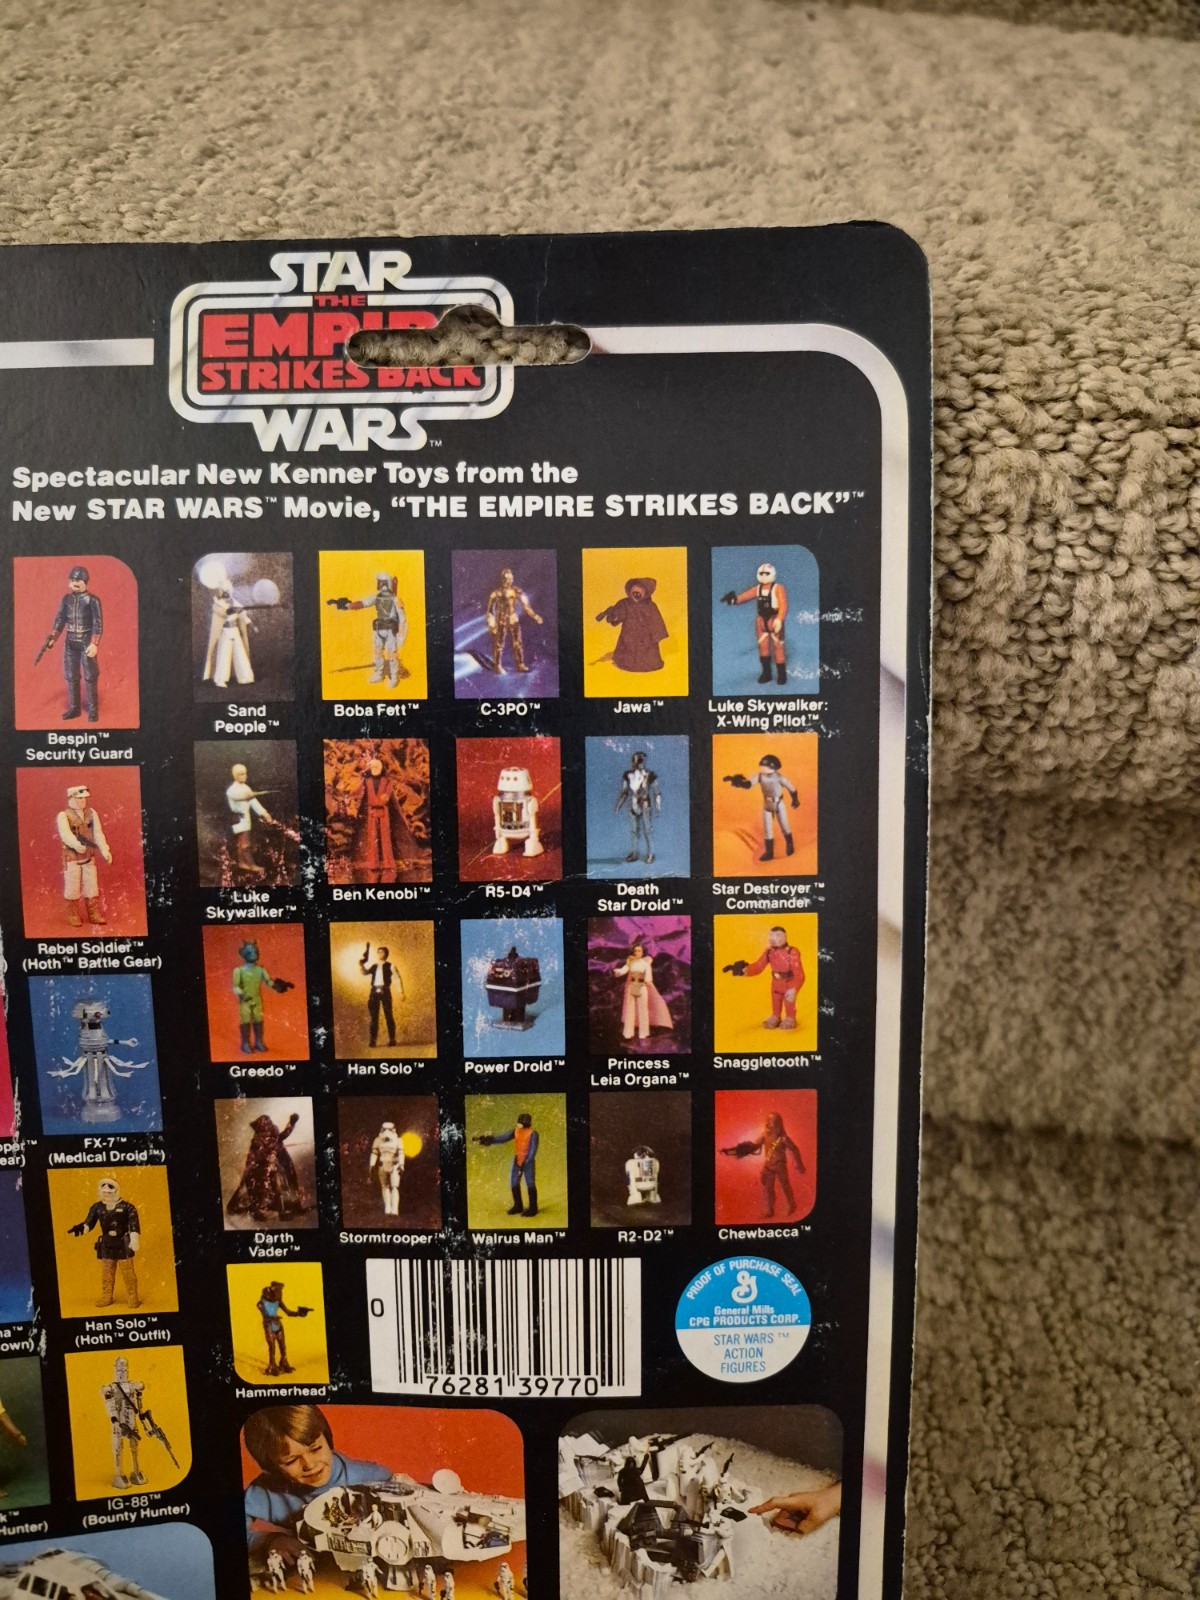 STAR
THE
EMPIRE
STRIKES BACK
WARS™
Spectacular New Kenner Toys from the
New STAR WARS™ Movie, “THE EMPIRE STRIKES BACK”™
Bespin™
Security Guard
Sand
People™
Boba Fett™
C-3PO™
Jawa™
Luke Skywalker:
X-Wing Pilot™
Rebel Soldier™
(Hoth™ Battle Gear)
Luke
Skywalker™
Ben Kenobi™
R5-D4™
Death
Star Droid™
Star Destroyer™
Commander
FX-7™
(Medical Droid™)
Greedo™
Han Solo™
Power Droid™
Princess
Leia Organa™
Snaggletooth™
Han Solo™
(Hoth™ Outfit)
Darth
Vader™
Stormtrooper™
Walrus Man™
R2-D2™
Chewbacca™
IG-88™
(Bounty Hunter)
Hunter)
Hammerhead™
0
76281 39770
PROOF OF PURCHASE SEAL
General Mills
CPG PRODUCTS CORP.
STAR WARS™
ACTION
FIGURES